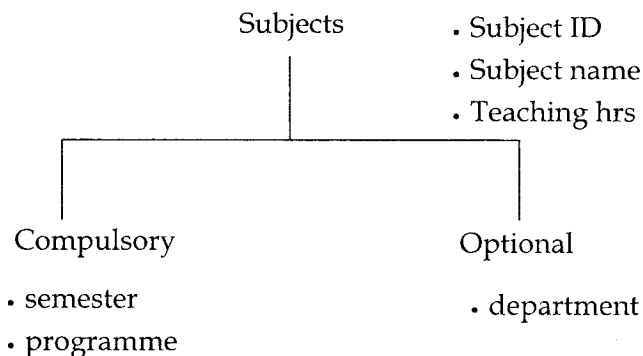 Subjects
• Subject ID
• Subject name
• Teaching hrs
Compulsory
• semester
• programme
Optional
• department